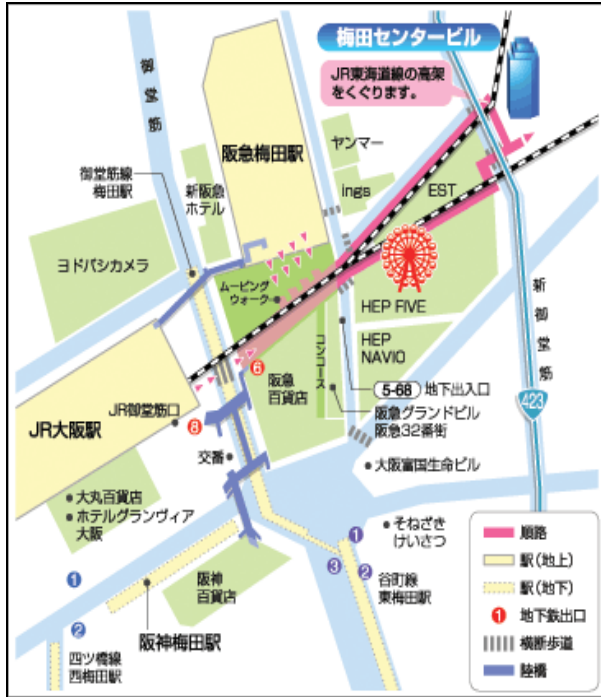 梅田センタービル
JR東海道線の高架
をくぐります。
御堂筋
阪急梅田駅
ヤンマー
御堂筋線
梅田駅
新阪急
ホテル
ings
EST
ヨドバシカメラ
ムービング
ウォーク
HEP FIVE
新御堂筋
HEP
NAVIO
コンコース
6
阪急
百貨店
5-68 地下出入口
423
JR御堂筋口
8
阪急グランドビル
阪急32番街
JR大阪駅
交番
大阪富国生命ビル
大丸百貨店
ホテルグランヴィア
大阪
そねざき
けいさつ
1
1
3
2
谷町線
東梅田駅
阪神
百貨店
2
阪神梅田駅
四ツ橋線
西梅田駅
順路
駅(地上)
駅(地下)
1 地下鉄出口
横断歩道
陸橋